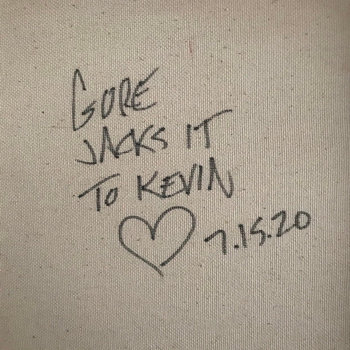 GORE
JACKS IT
TO KEVIN
7.15.20